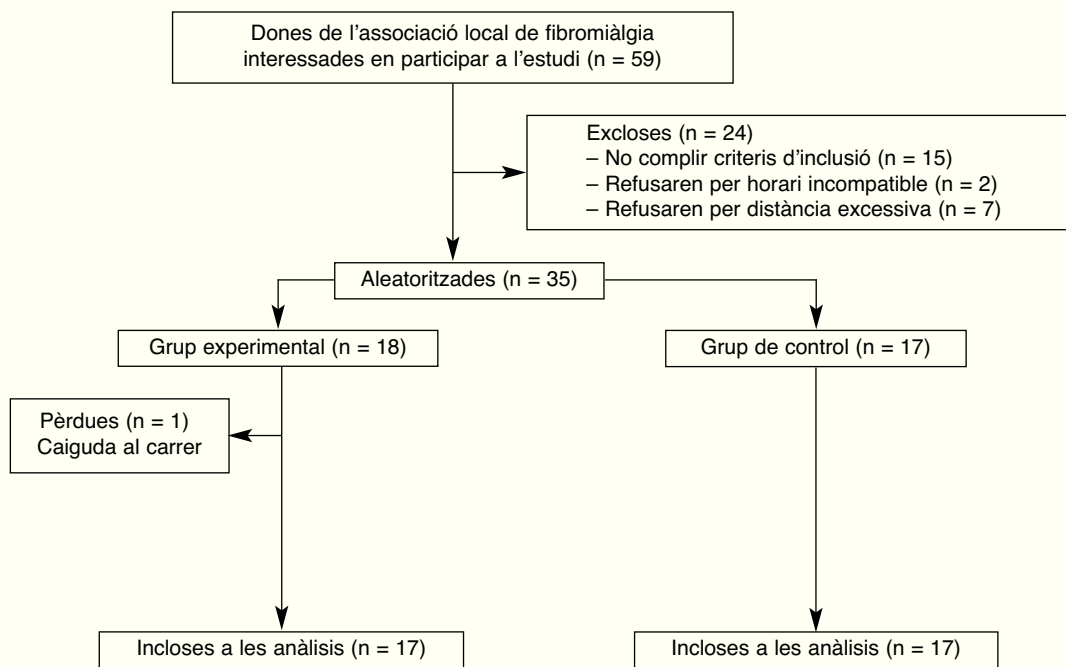 Dones de l’associació local de fibromiàlgia
interessades en participar a l’estudi (n = 59)
Excloses (n = 24)
– No complir criteris d’inclusió (n = 15)
– Refusaren per horari incompatible (n = 2)
– Refusaren per distància excessiva (n = 7)
Aleatoritzades (n = 35)
Grup experimental (n = 18)
Grup de control (n = 17)
Pèrdues (n = 1)
Caiguda al carrer
Incloses a les anàlisis (n = 17)
Incloses a les anàlisis (n = 17)